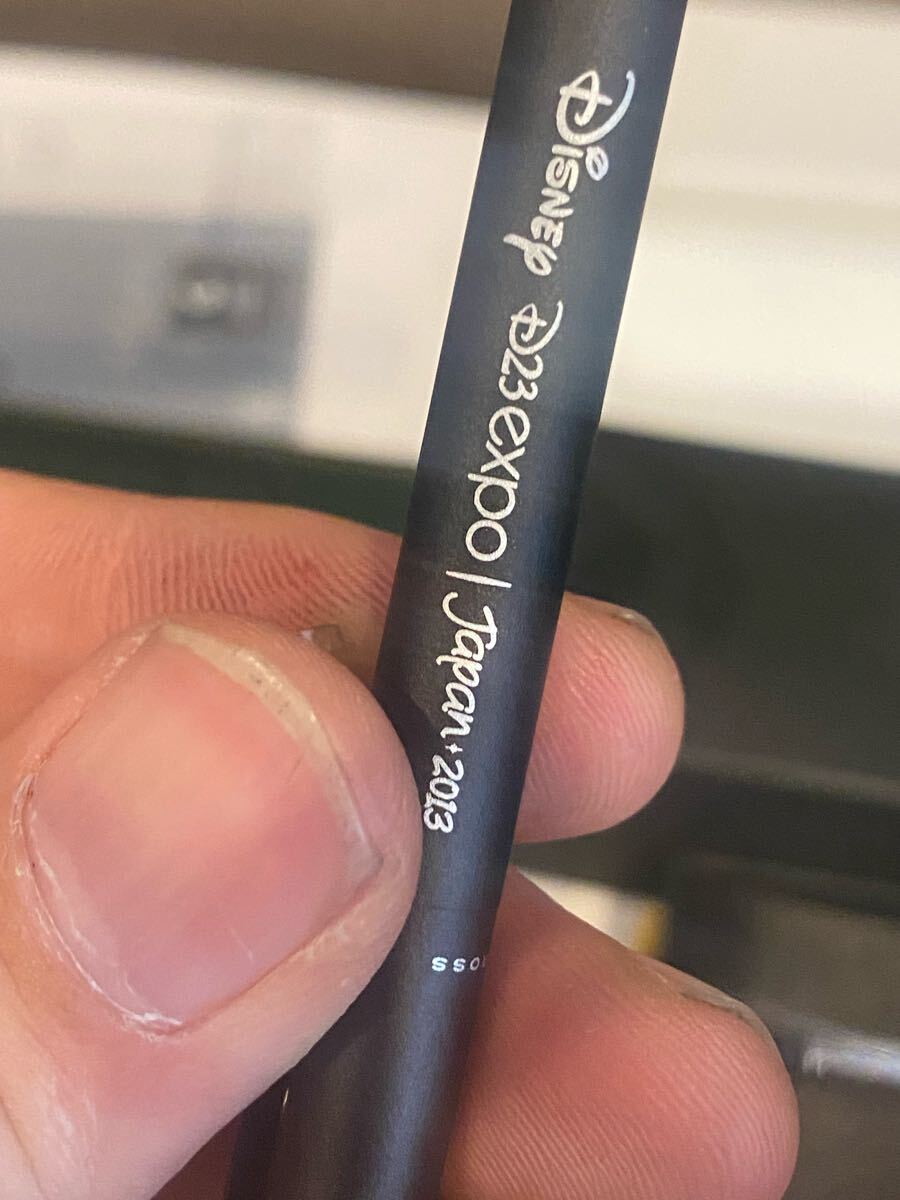 Disney D23 expo | Japan・2013